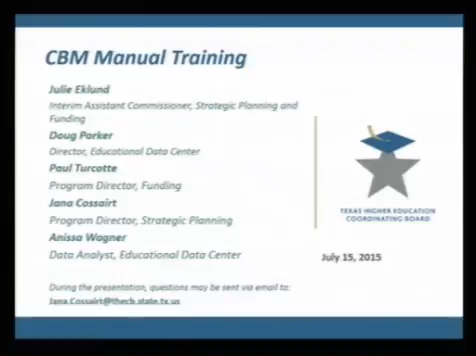 CBM Manual Training
Julie Eklund
Interim Assistant Commissioner, Strategic Planning and
Funding
Doug Parker
Director, Educational Data Center
Paul Turcotte
Program Director, Funding
Jana Cossairt
Program Director, Strategic Planning
Anissa Wagner
Data Analyst, Educational Data Center
During the presentation, questions may be sent via email to:
Jana.Cossairt@thecb.state.tx.us
TEXAS HIGHER EDUCATION
COORDINATING BOARD
July 15, 2015